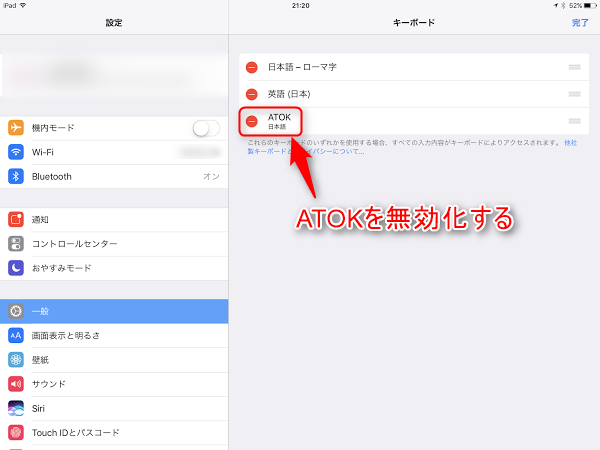 iPad
21:20
52%
設定
キーボード
完了
日本語 – ローマ字
英語 (日本)
ATOK
日本語
これらのキーボードのいずれかを使用する場合、すべての入力内容がキーボードによりアクセスされます。 他社
製キーボードと
イバシーについて...
ATOKを無効化する
機内モード
Wi-Fi
Bluetooth
オン
通知
コントロールセンター
おやすみモード
一般
画面表示と明るさ
壁紙
サウンド
Siri
Touch IDとパスコード